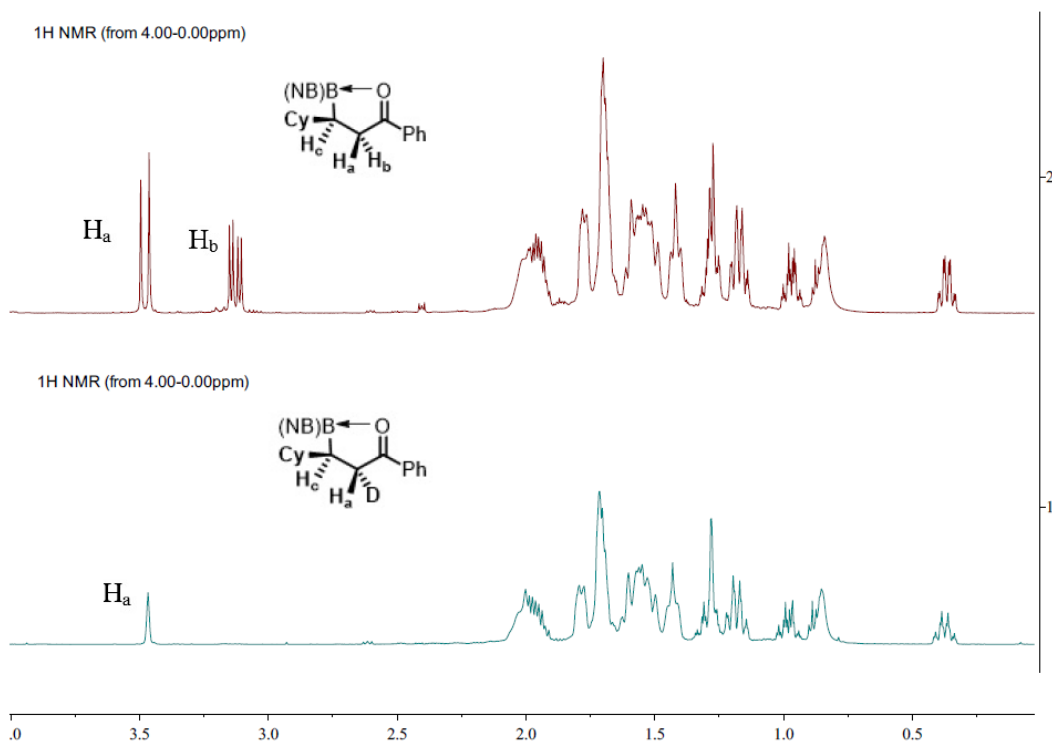 1H NMR (from 4.00-0.00ppm)
(NB)B O
Cy Ph
Hc
Ha Hb
Ha
Hb
2
1H NMR (from 4.00-0.00ppm)
(NB)B O
Cy Ph
Hc
Ha D
Ha
1
.0 3.5 3.0 2.5 2.0 1.5 1.0 0.5